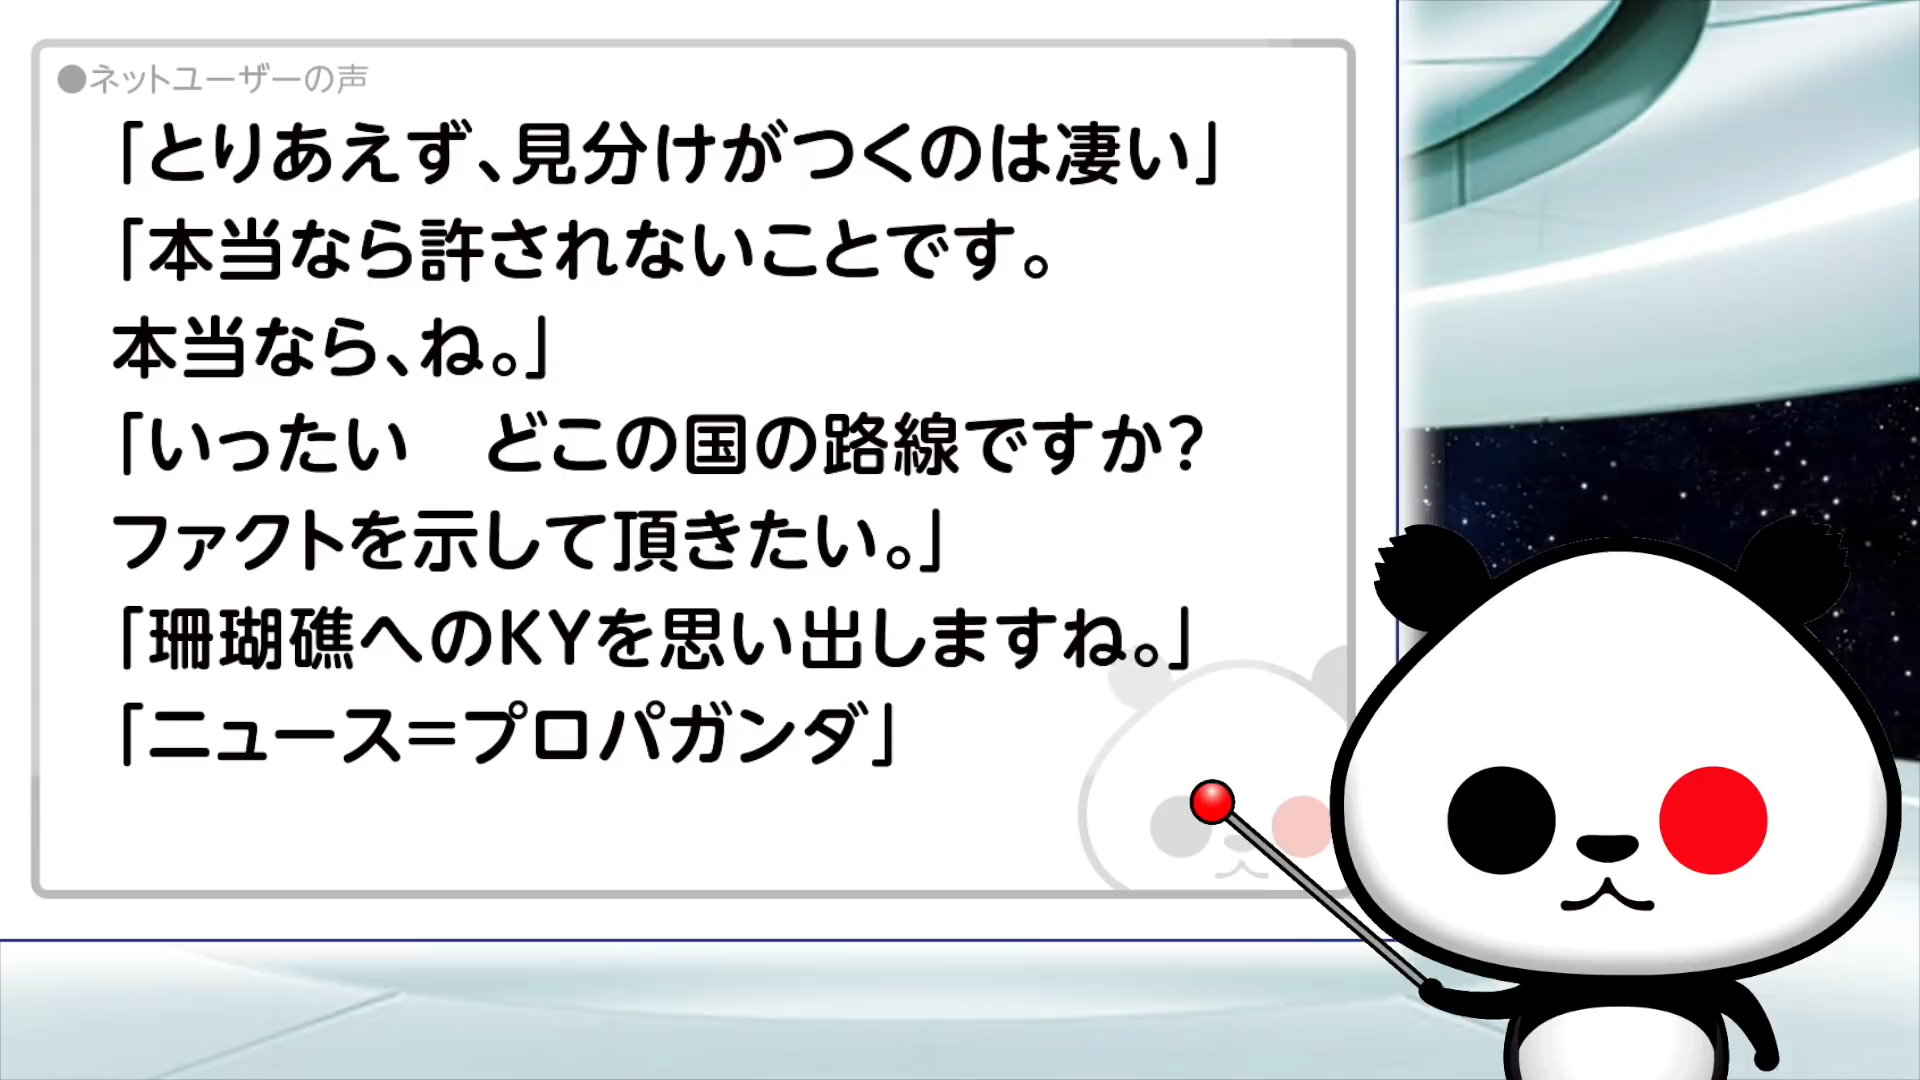 ●ネットユーザーの声
「とりあえず、見分けがつくのは凄い」
「本当なら許されないことです。
本当なら、ね。」
「いったい　どこの国の路線ですか?
ファクトを示して頂きたい。」
「珊瑚礁へのKYを思い出しますね。」
「ニュース=プロパガンダ」